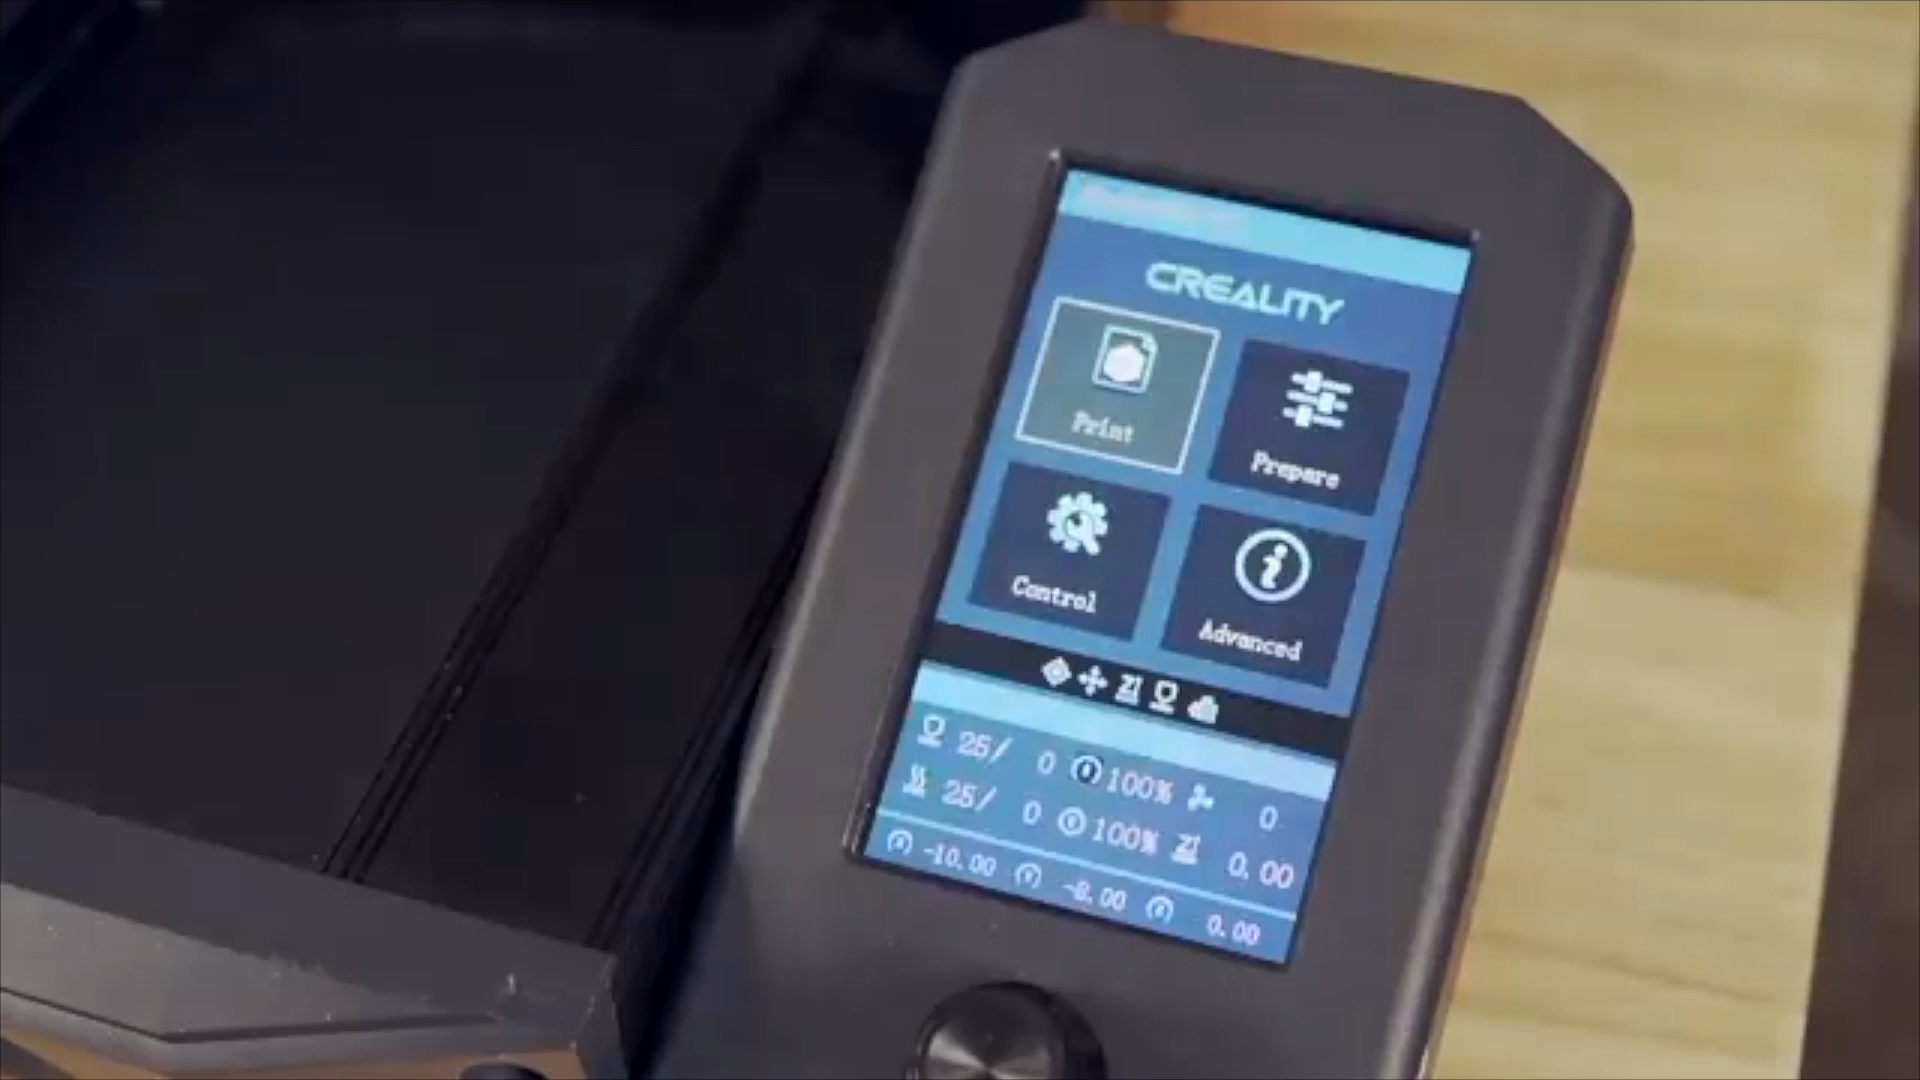 CREALITY
Print
Prepare
Control
Advanced
25/ 0 100% 0
25/ 0 100% 0.00
-10.00 -8.00 0.00